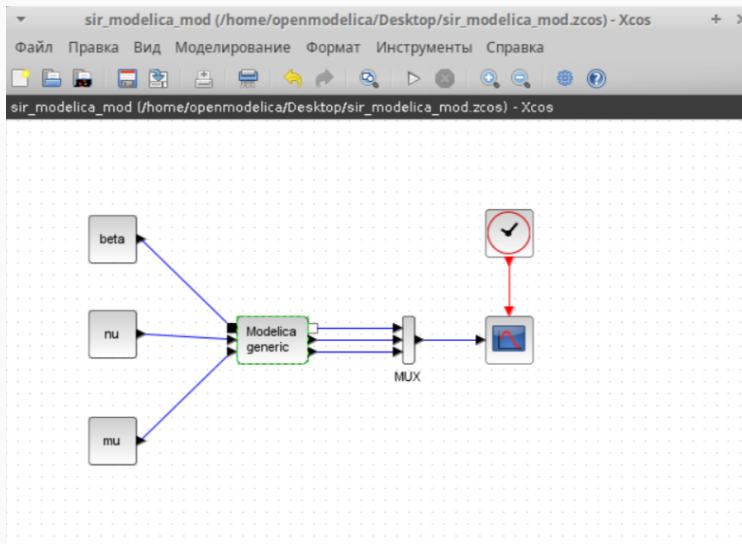 sir_modelica_mod (/home/openmodelica/Desktop/sir_modelica_mod.zcos) - Xcos
Файл Правка Вид Моделирование Формат Инструменты Справка
sir_modelica_mod (/home/openmodelica/Desktop/sir_modelica_mod.zcos) - Xcos
beta
nu
Modelica
generic
MUX
mu